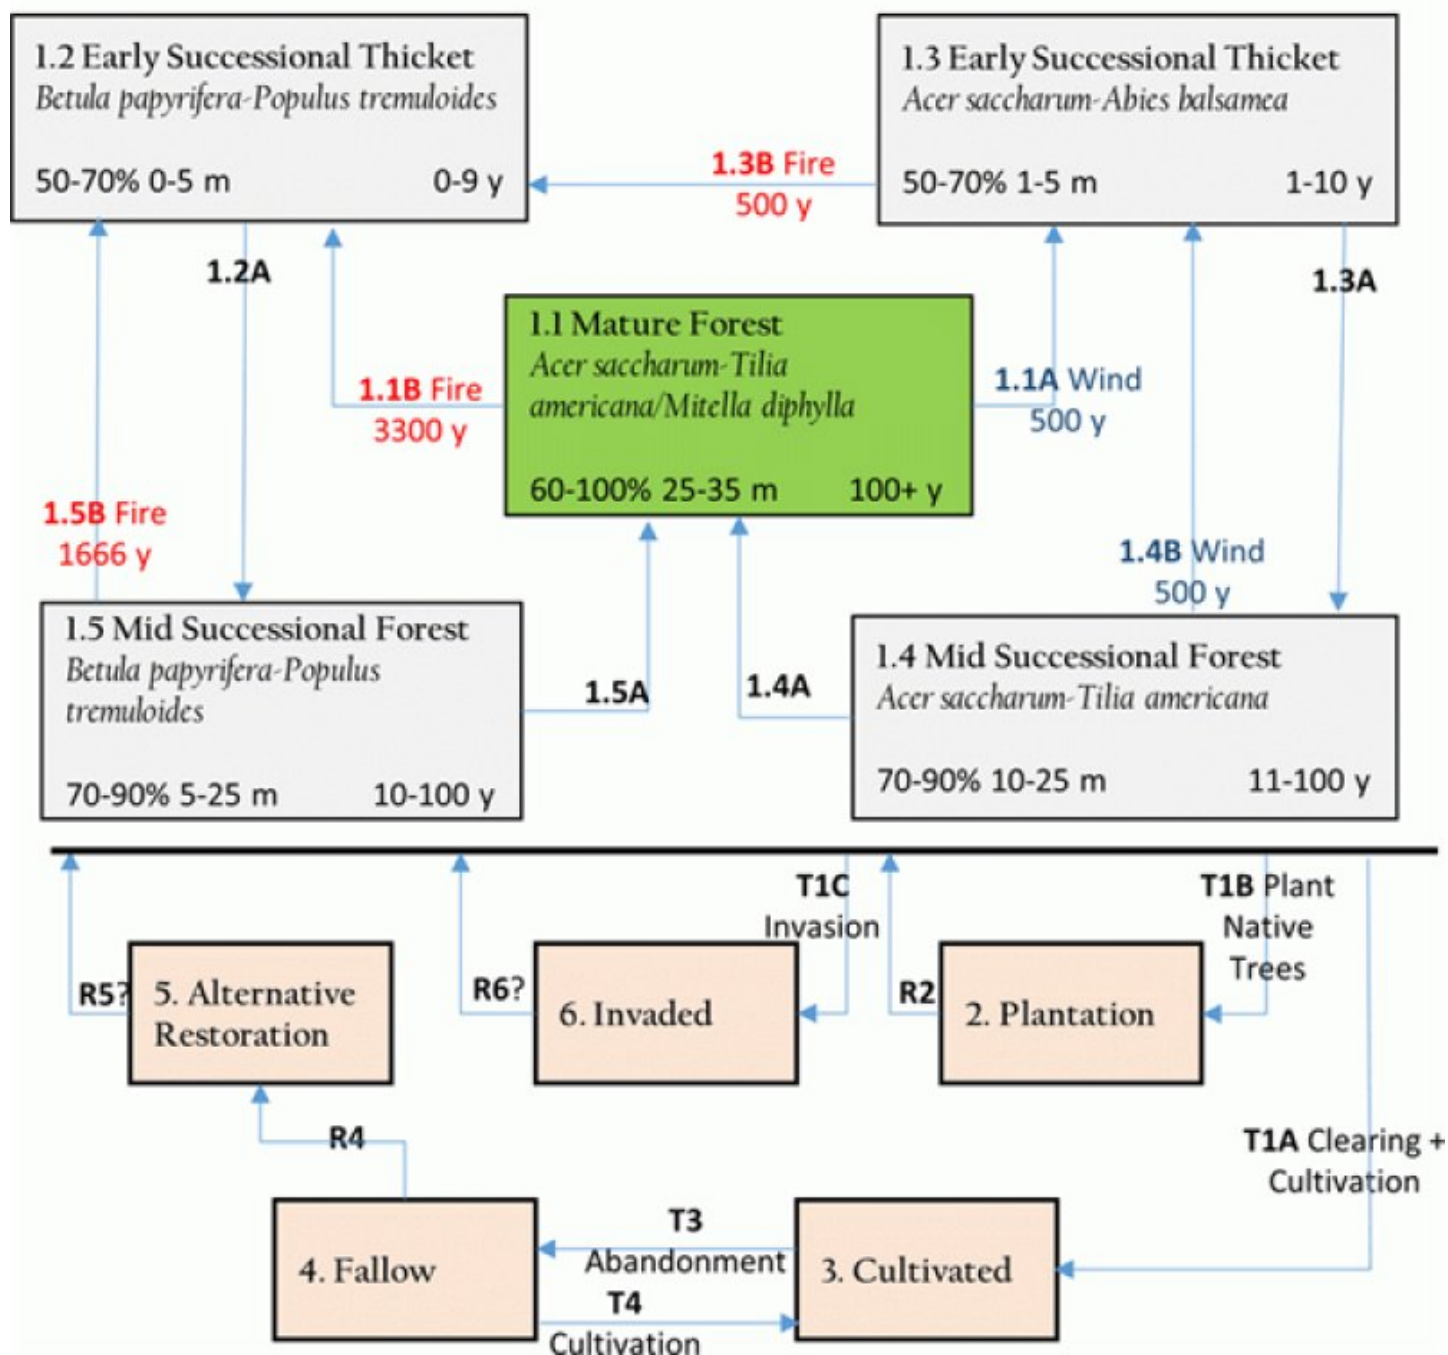 1.2 Early Successional Thicket
Betula papyrifera-Populus tremuloides
50-70% 0-5 m 0-9 y
1.3 Early Successional Thicket
Acer saccharum-Abies balsamea
50-70% 1-5 m 1-10 y
1.3B Fire
500 y
1.2A
1.3A
1.1 Mature Forest
Acer saccharum-Tilia
americana/Mitella diphylla
60-100% 25-35 m 100+ y
1.1B Fire
3300 y
1.1A Wind
500 y
1.5B Fire
1666 y
1.4B Wind
500 y
1.5 Mid Successional Forest
Betula papyrifera-Populus
tremuloides
70-90% 5-25 m 10-100 y
1.5A
1.4A
1.4 Mid Successional Forest
Acer saccharum-Tilia americana
70-90% 10-25 m 11-100 y
T1C
Invasion
T1B Plant
Native
Trees
R5?
5. Alternative
Restoration
R6?
6. Invaded
R2
2. Plantation
R4
T1A Clearing +
Cultivation
4. Fallow
T3
Abandonment
T4
Cultivation
3. Cultivated